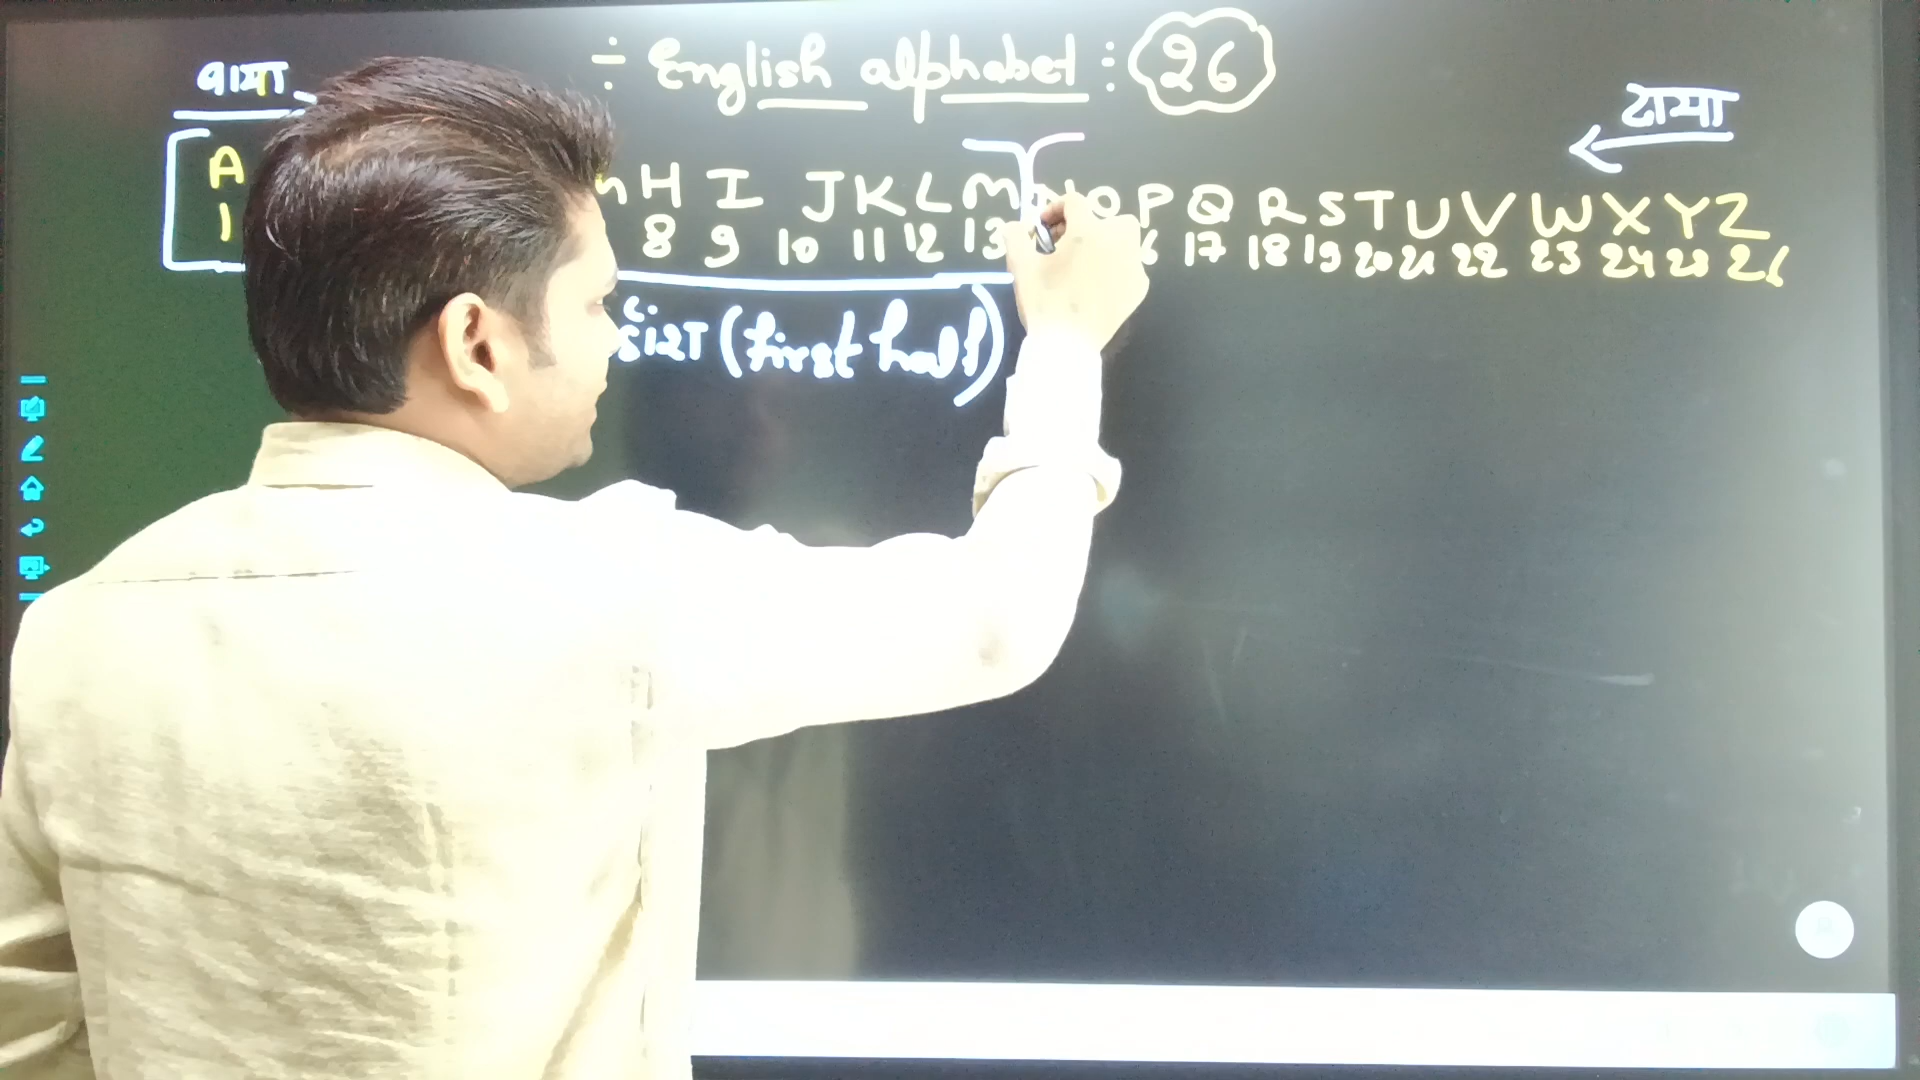 ÷ English alphabet : 26
बाया
दाया
A H I J K L M N O P Q R S T U V W X Y Z
1 8 9 10 11 12 13 17 18 19 20 21 22 23 24 25 26
(first half)